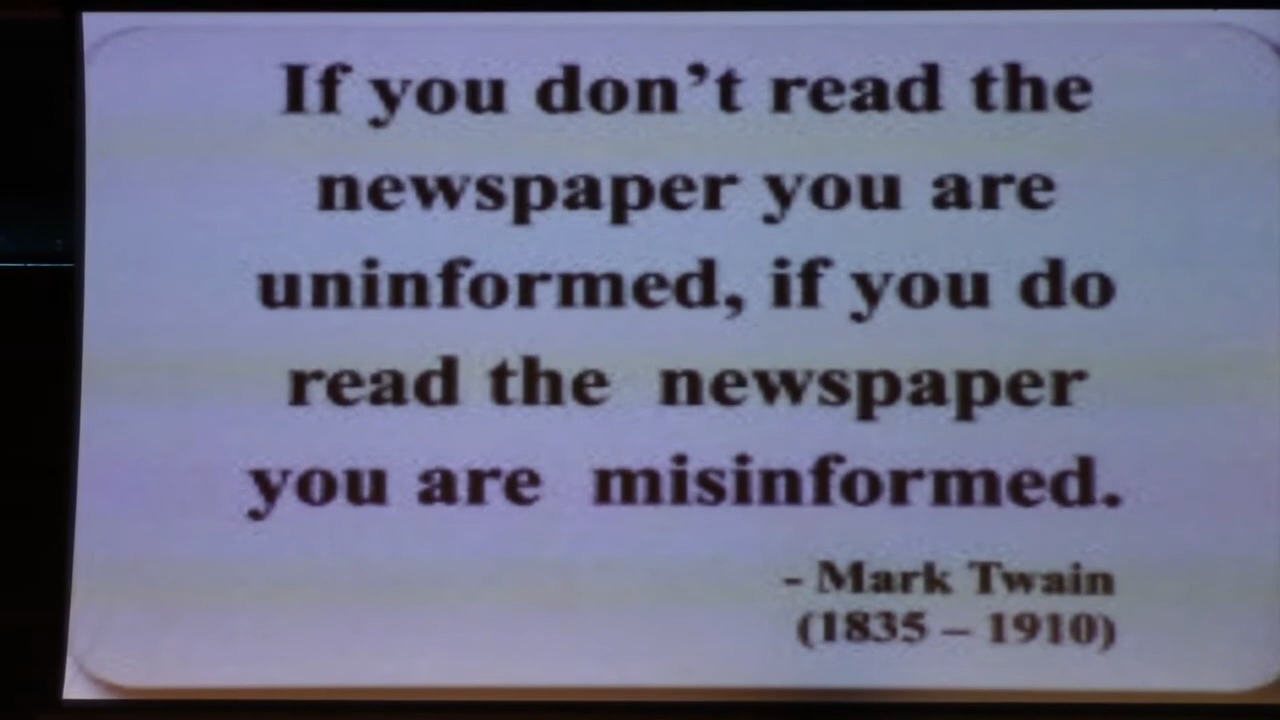 If you don’t read the
newspaper you are
uninformed, if you do
read the newspaper
you are misinformed.
- Mark Twain
(1835 – 1910)